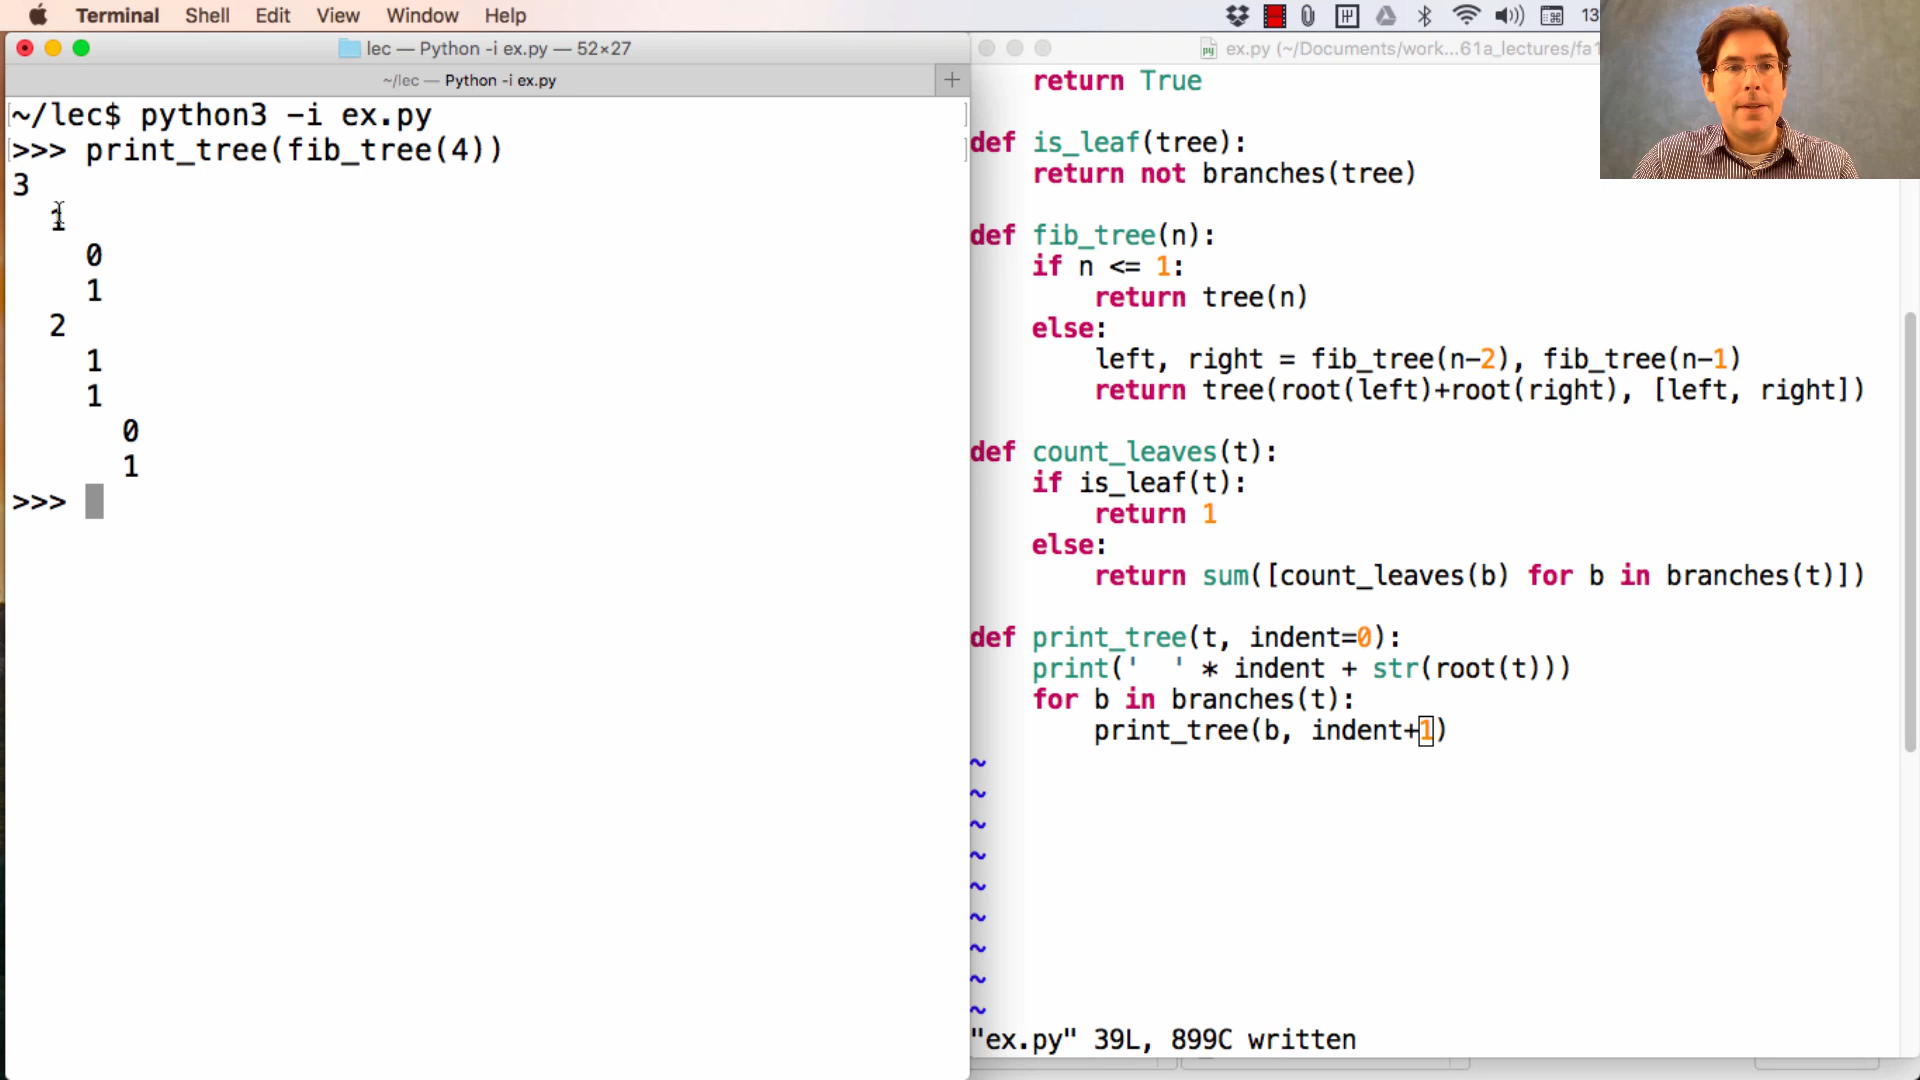 Terminal Shell Edit View Window Help
13
lec — Python -i ex.py — 52×27
~/lec — Python -i ex.py
~/lec$ python3 -i ex.py
>>> print_tree(fib_tree(4))
3
1
0
1
2
1
1
0
1
>>>
ex.py (~/Documents/work...61a_lectures/fa1
return True
def is_leaf(tree):
return not branches(tree)
def fib_tree(n):
if n <= 1:
return tree(n)
else:
left, right = fib_tree(n-2), fib_tree(n-1)
return tree(root(left)+root(right), [left, right])
def count_leaves(t):
if is_leaf(t):
return 1
else:
return sum([count_leaves(b) for b in branches(t)])
def print_tree(t, indent=0):
print('  ' * indent + str(root(t)))
for b in branches(t):
print_tree(b, indent+1)
~
~
~
~
~
~
~
~
~
"ex.py" 39L, 899C written